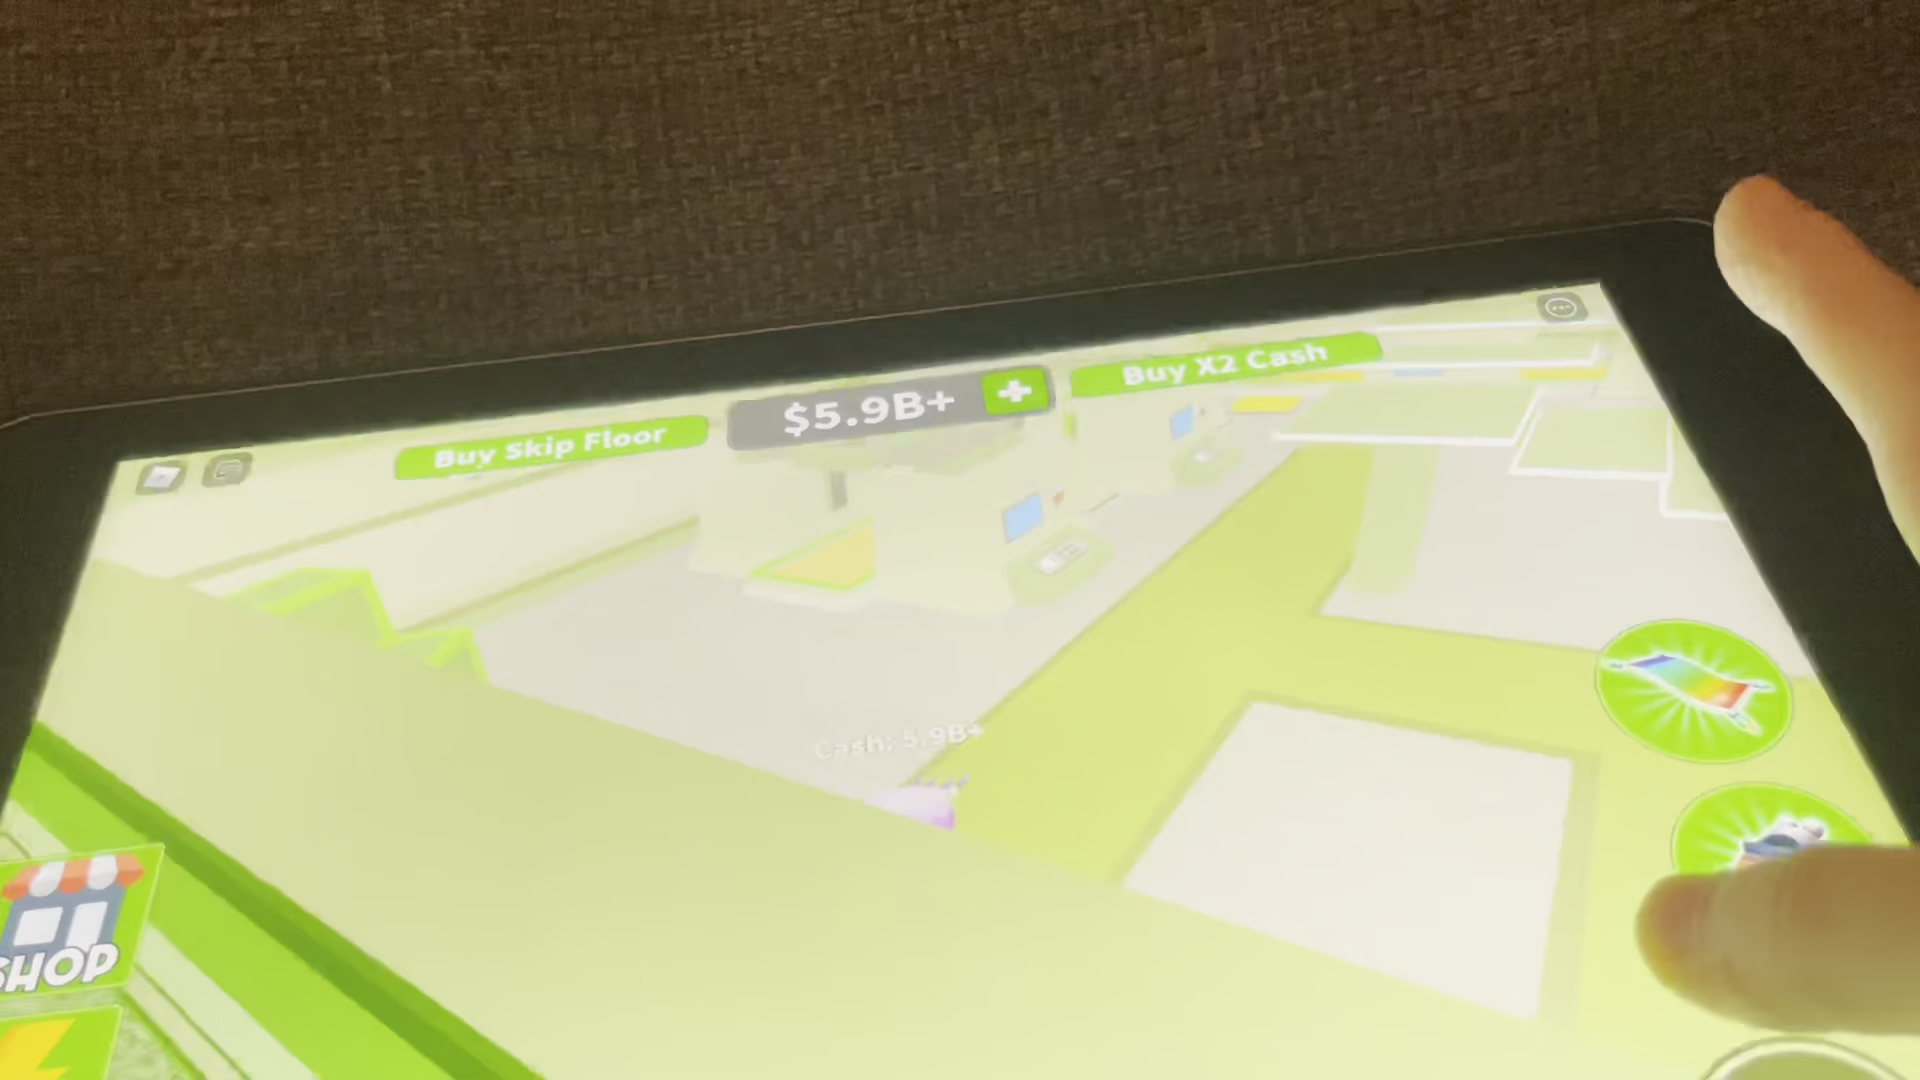 Buy Skip Floor
$5.9B+
Buy X2 Cash
Cash: 5.9B+
SHOP